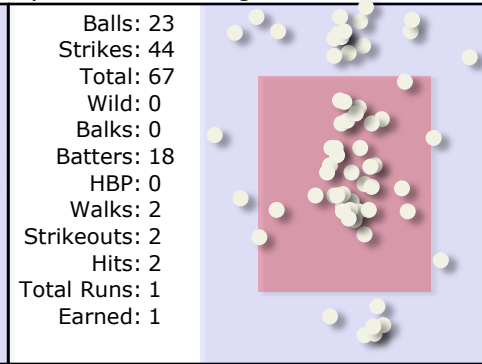 Balls: 23
Strikes: 44
Total: 67
Wild: 0
Balks: 0
Batters: 18
HBP: 0
Walks: 2
Strikeouts: 2
Hits: 2
Total Runs: 1
Earned: 1